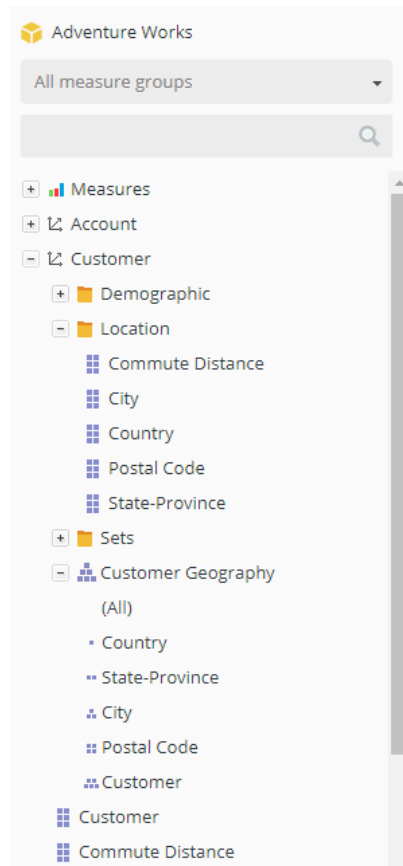 Adventure Works
All measure groups
Measures
Account
Customer
Demographic
Location
Commute Distance
City
Country
Postal Code
State-Province
Sets
Customer Geography
(All)
Country
State-Province
City
Postal Code
Customer
Customer
Commute Distance